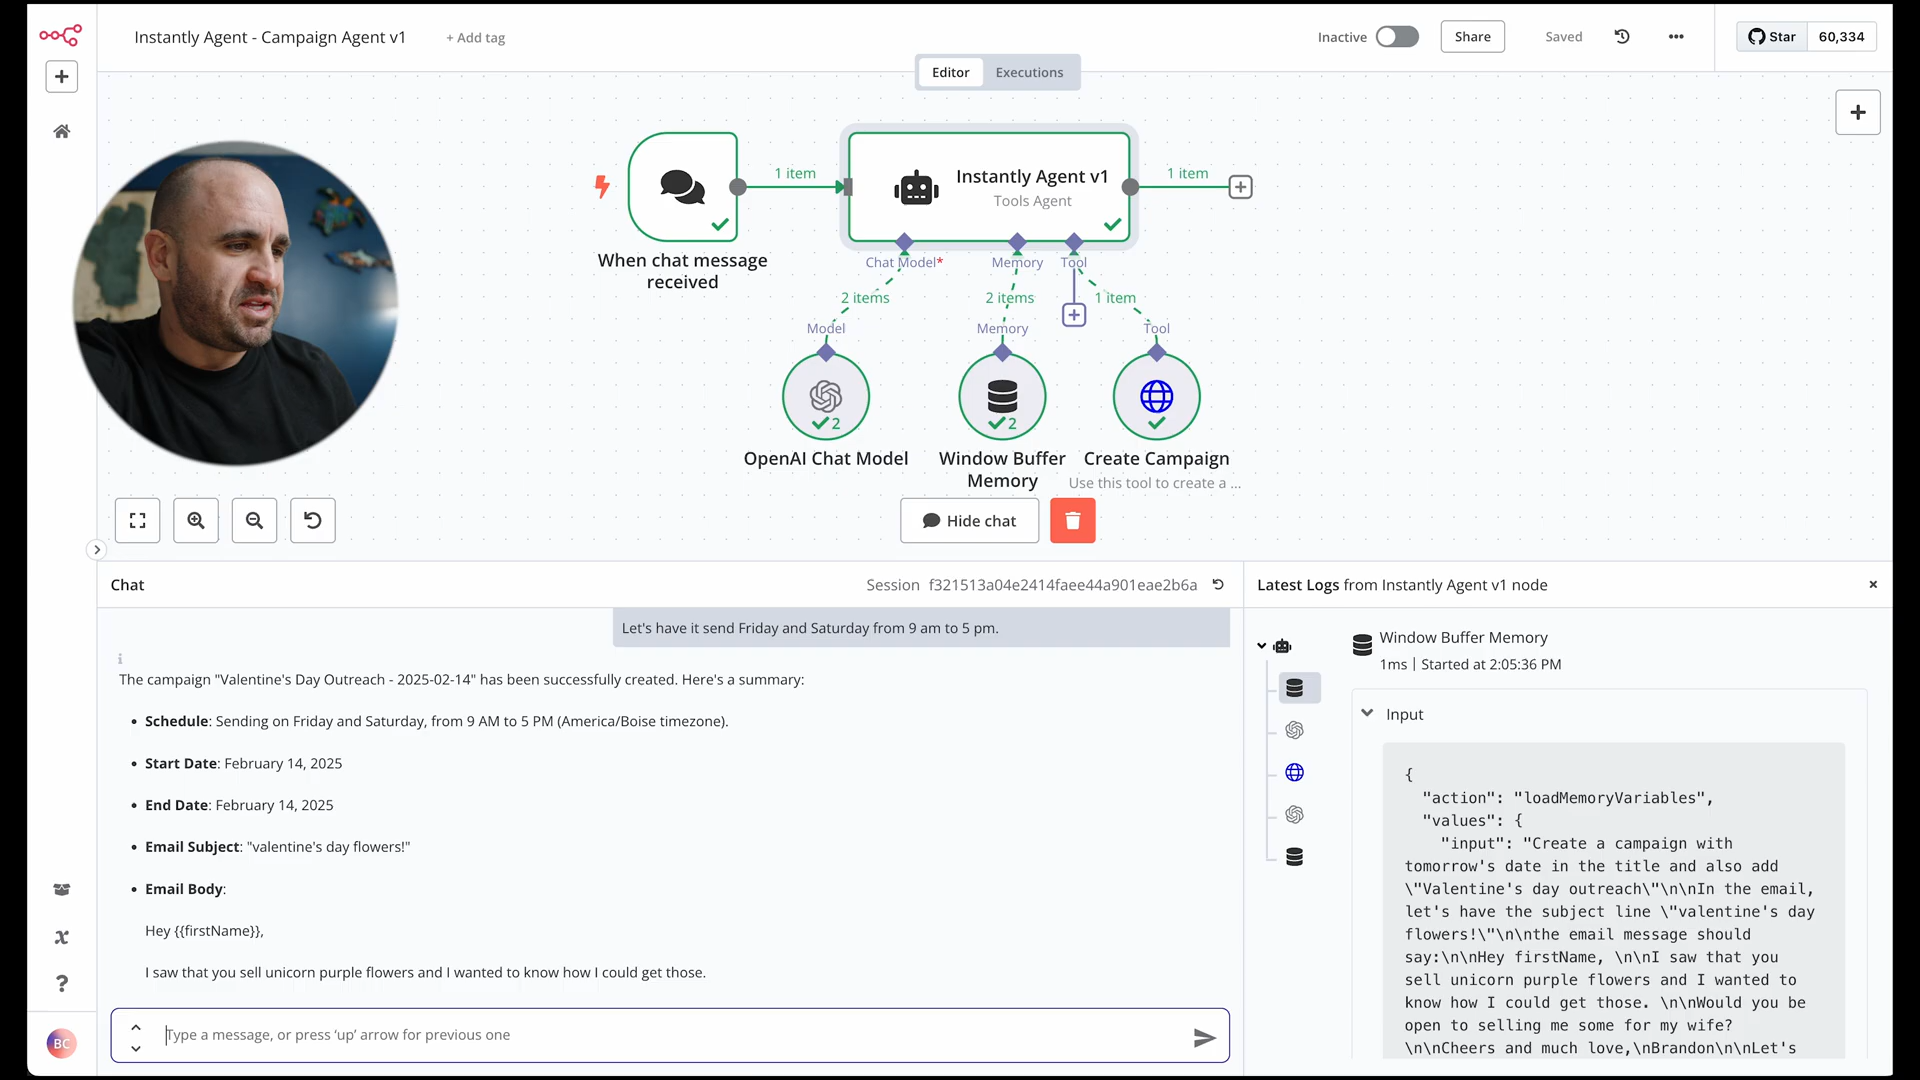 Instantly Agent - Campaign Agent v1
+ Add tag
Inactive
Share
Saved
Star
60,334
Editor
Executions
1 item
Instantly Agent v1
Tools Agent
1 item
When chat message
received
Chat Model*
Memory
Tool
2 items
2 items
1 item
Model
Memory
Tool
2
2
OpenAI Chat Model
Window Buffer
Memory
Create Campaign
Use this tool to create a ...
Hide chat
Chat
Session f321513a04e2414faee44a901eae2b6a
Let's have it send Friday and Saturday from 9 am to 5 pm.
The campaign "Valentine's Day Outreach - 2025-02-14" has been successfully created. Here's a summary:
• Schedule: Sending on Friday and Saturday, from 9 AM to 5 PM (America/Boise timezone).
• Start Date: February 14, 2025
• End Date: February 14, 2025
• Email Subject: "valentine's day flowers!"
• Email Body:
Hey {{firstName}},
I saw that you sell unicorn purple flowers and I wanted to know how I could get those.
Type a message, or press ‘up’ arrow for previous one
BC
Latest Logs from Instantly Agent v1 node
Window Buffer Memory
1ms | Started at 2:05:36 PM
Input
{
"action": "loadMemoryVariables",
"values": {
"input": "Create a campaign with
tomorrow's date in the title and also add
\"Valentine's day outreach\"\n\nIn the email,
let's have the subject line \"valentine's day
flowers!\"\n\nthe email message should
say:\n\nHey firstName, \n\nI saw that you
sell unicorn purple flowers and I wanted to
know how I could get those. \n\nWould you be
open to selling me some for my wife?
\n\nCheers and much love,\nBrandon\n\nLet's